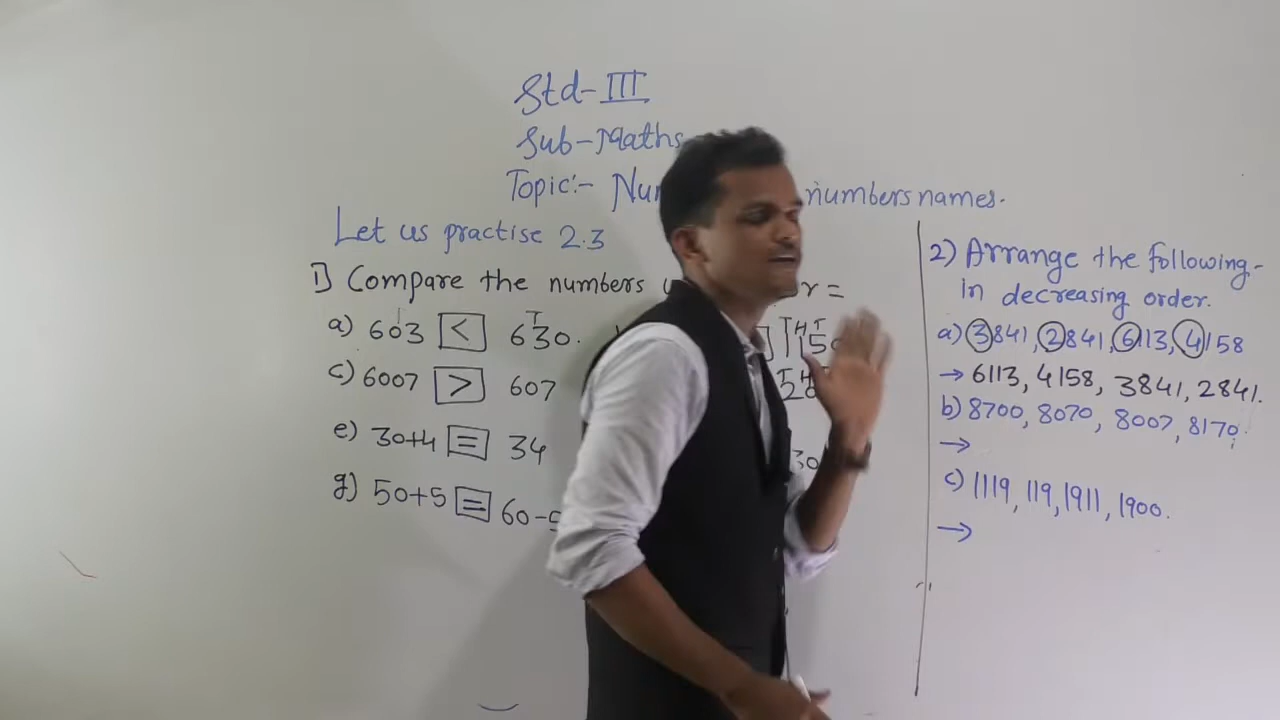 Std-III
Sub-Maths
Topic:- numbers names.
Let us practise 2.3
1) Compare the numbers =
a) 603 < 630.
c) 6007 > 607
e) 30+4 = 34
g) 50+5 = 60-
2) Arrange the following-
in decreasing order.
a) 3841, 2841, 6113, 4158
→ 6113, 4158, 3841, 2841.
b) 8700, 8070, 8007, 8170.
→
c) 1119, 119, 1911, 1900.
→